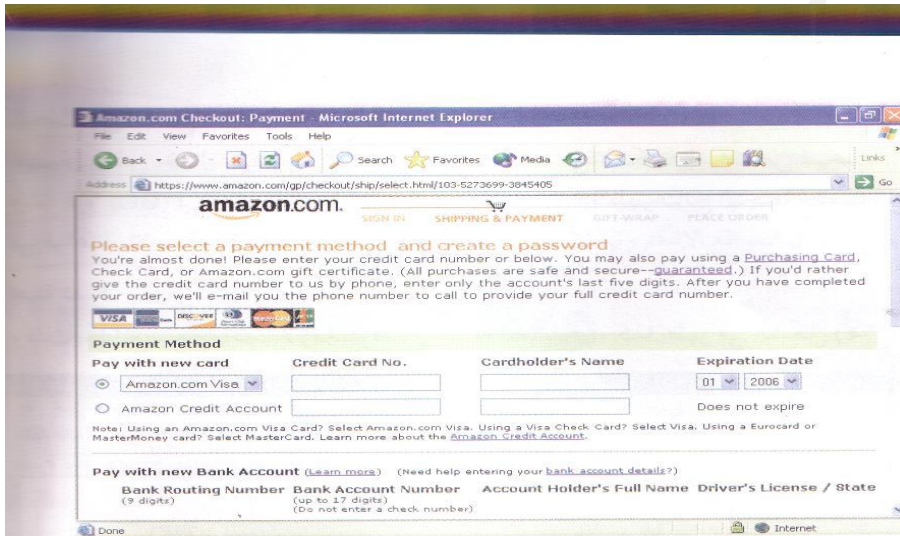 Amazon.com Checkout: Payment - Microsoft Internet Explorer
File Edit View Favorites Tools Help
Back Search Favorites Media Links
Address https://www.amazon.com/gp/checkout/ship/select.html/103-5273699-3845405 Go
amazon.com.
SIGN IN SHIPPING & PAYMENT GIFT-WRAP PLACE ORDER
Please select a payment method and create a password
You're almost done! Please enter your credit card number or below. You may also pay using a Purchasing Card,
Check Card, or Amazon.com gift certificate. (All purchases are safe and secure--guaranteed.) If you'd rather
give the credit card number to us by phone, enter only the account's last five digits. After you have completed
your order, we'll e-mail you the phone number to call to provide your full credit card number.
VISA DISCOVER MasterCard
Payment Method
Pay with new card Credit Card No. Cardholder's Name Expiration Date
Amazon.com Visa 01 2006
Amazon Credit Account Does not expire
Note: Using an Amazon.com Visa Card? Select Amazon.com Visa. Using a Visa Check Card? Select Visa. Using a Eurocard or
MasterMoney card? Select MasterCard. Learn more about the Amazon Credit Account.
Pay with new Bank Account (Learn more) (Need help entering your bank account details?)
Bank Routing Number Bank Account Number Account Holder's Full Name Driver's License / State
(9 digits) (up to 17 digits)
(Do not enter a check number)
Done Internet